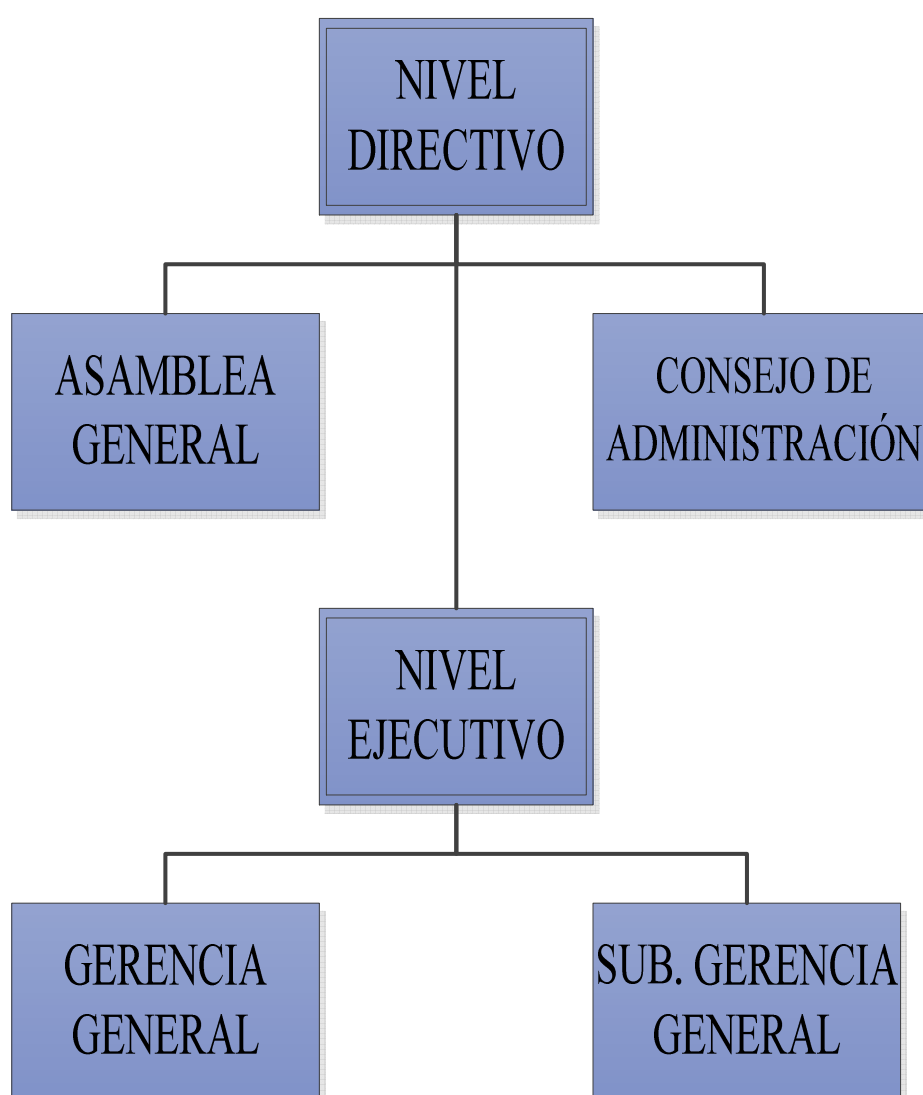 NIVEL
DIRECTIVO
ASAMBLEA
GENERAL
CONSEJO DE
ADMINISTRACIÓN
NIVEL
EJECUTIVO
GERENCIA
GENERAL
SUB. GERENCIA
GENERAL